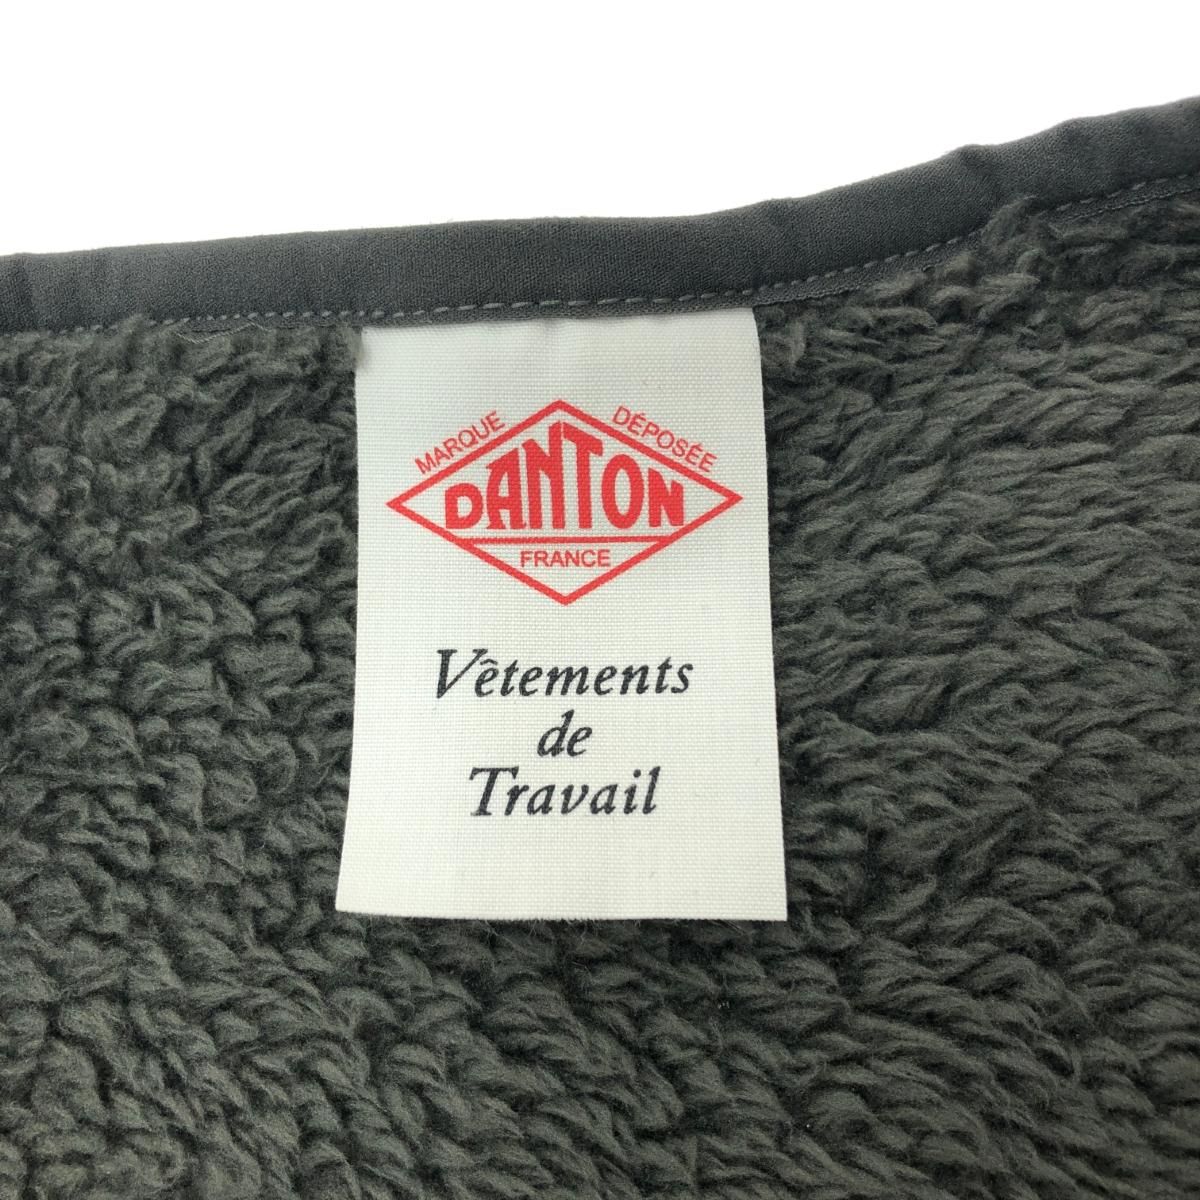 MARQUE DÉPOSÉE
DANTON
FRANCE
Vêtements
de
Travail